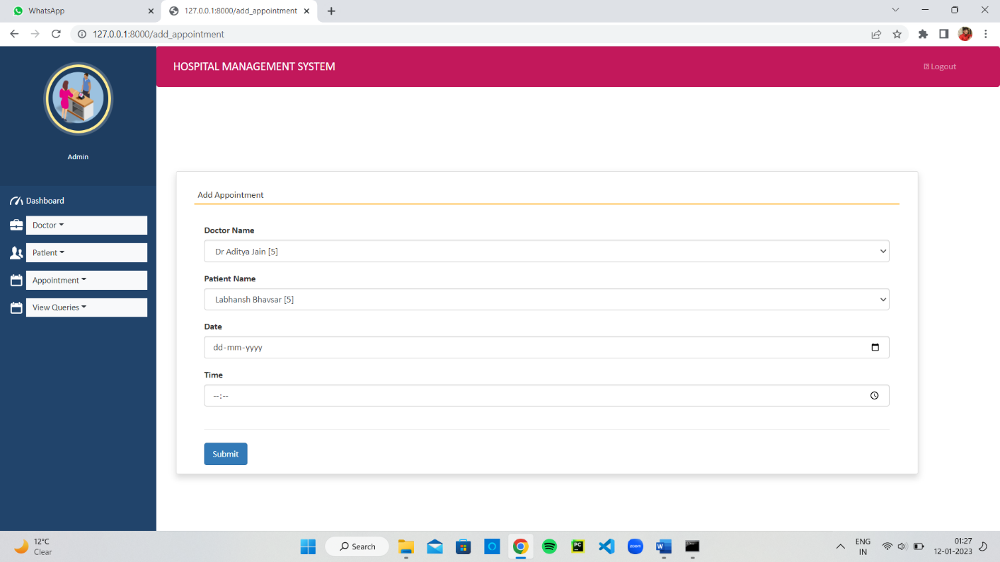 WhatsApp
127.0.0.1:8000/add_appointment
127.0.0.1:8000/add_appointment
HOSPITAL MANAGEMENT SYSTEM
Logout
Admin
Dashboard
Doctor
Patient
Appointment
View Queries
Add Appointment
Doctor Name
Dr Aditya Jain [5]
Patient Name
Labhansh Bhavsar [5]
Date
dd-mm-yyyy
Time
--:--
Submit
12°C
Clear
Search
PC
zoom
W
ENG
IN
01:27
12-01-2023